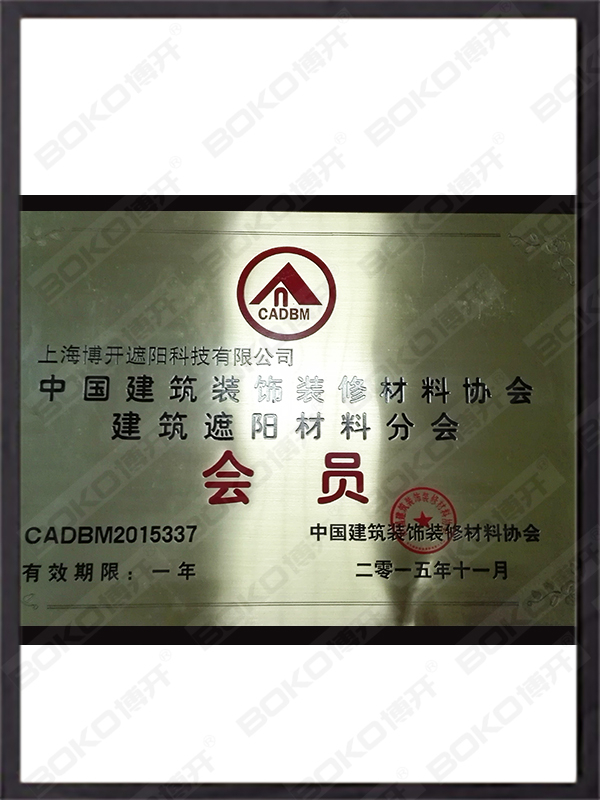 CADBM
上海博开遮阳科技有限公司
中国建筑装饰装修材料协会
建筑遮阳材料分会
会员
CADBM2015337
中国建筑装饰装修材料协会
有效期限：一年
二零一五年十一月
BOKO博开®